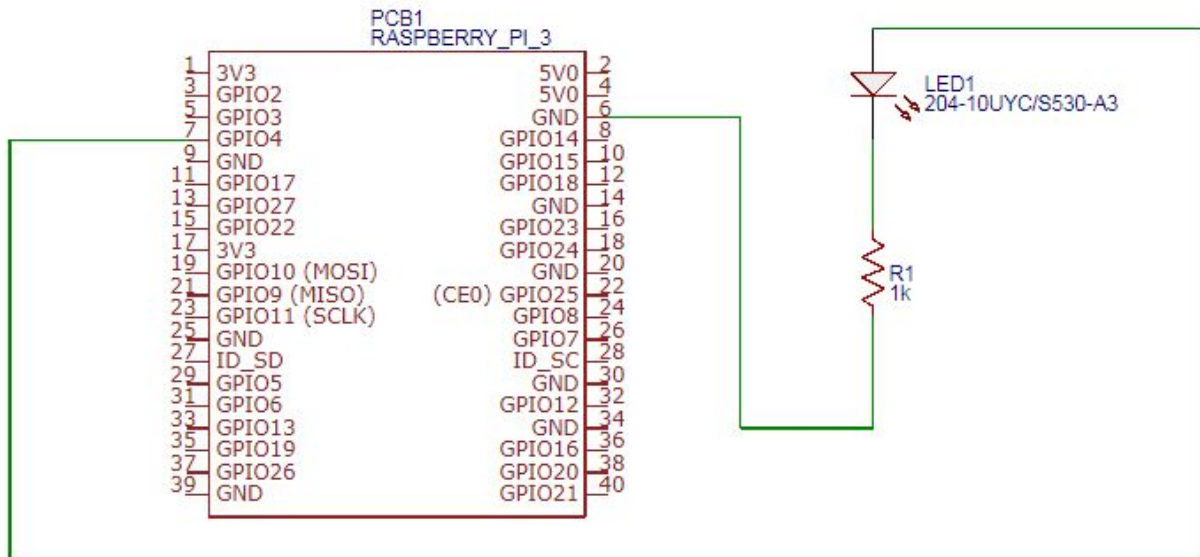 PCB1
RASPBERRY_PI_3
1 3V3 5V0 2
3 GPIO2 5V0 4
5 GPIO3 GND 6
7 GPIO4 GPIO14 8
9 GND GPIO15 10
11 GPIO17 GPIO18 12
13 GPIO27 GND 14
15 GPIO22 GPIO23 16
17 3V3 GPIO24 18
19 GPIO10 (MOSI) GND 20
21 GPIO9 (MISO) (CE0) GPIO25 22
23 GPIO11 (SCLK) GPIO8 24
25 GND GPIO7 26
27 ID_SD ID_SC 28
29 GPIO5 GND 30
31 GPIO6 GPIO12 32
33 GPIO13 GND 34
35 GPIO19 GPIO16 36
37 GPIO26 GPIO20 38
39 GND GPIO21 40
LED1
204-10UYC/S530-A3
R1
1k